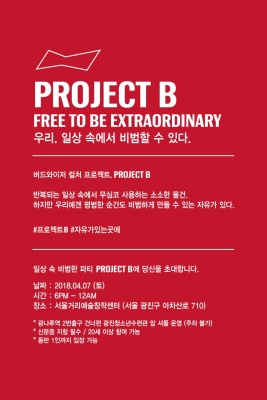 PROJECT B
FREE TO BE EXTRAORDINARY
우리, 일상 속에서 비범할 수 있다.
버드와이저 컬처 프로젝트, PROJECT B
반복되는 일상 속에서 무심코 사용하는 소소한 물건.
하지만 우리에겐 평범한 순간도 비범하게 만들 수 있는 자유가 있다.
#프로젝트B #자유가있는곳에
일상 속 비범한 파티 PROJECT B에 당신을 초대합니다.
날짜 : 2018.04.07 (토)
시간 : 6PM ~ 12AM
장소 : 서울거리예술창작센터 (서울 광진구 아차산로 710)
* 광나루역 2번출구 건너편 광진청소년수련관 앞 셔틀 운영 (주차 불가)
* 신분증 지참 필수 / 20세 이상 참여 가능
* 동반 1인까지 입장 가능